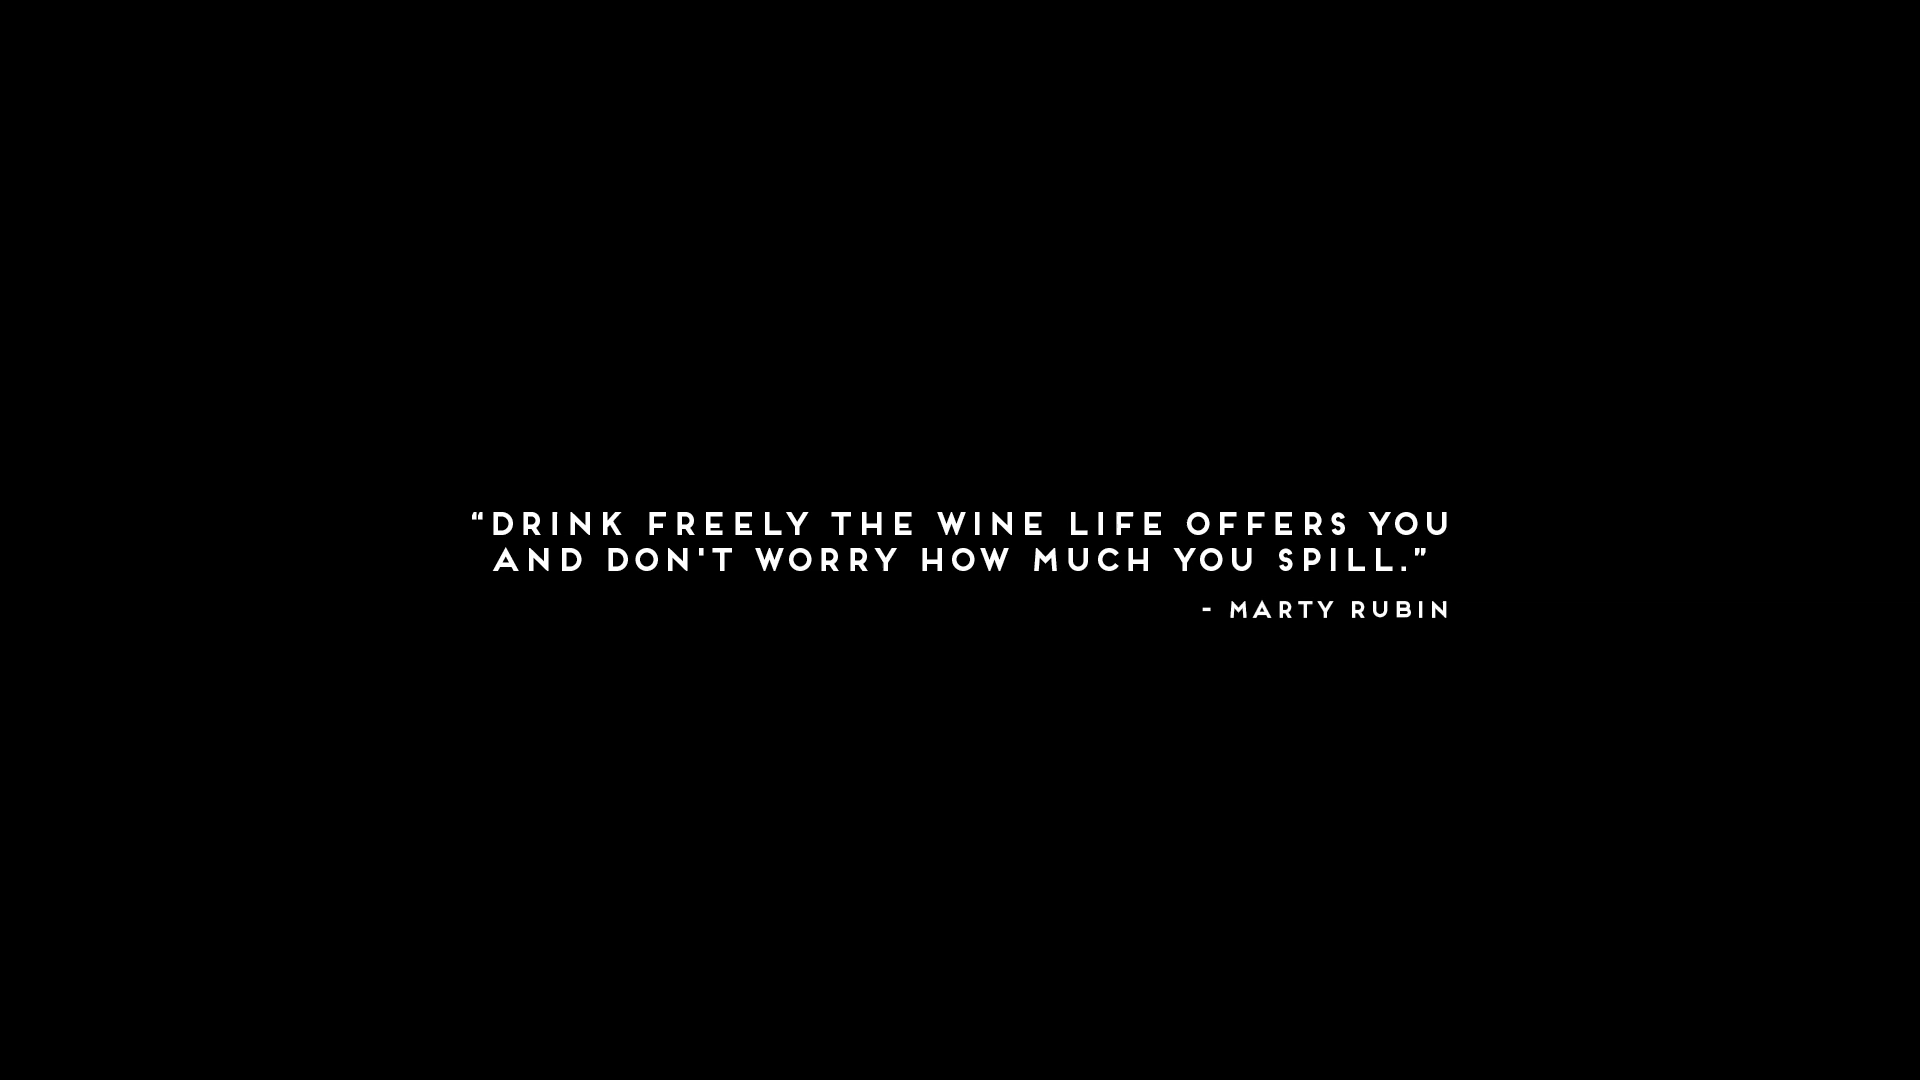 “DRINK FREELY THE WINE LIFE OFFERS YOU
AND DON'T WORRY HOW MUCH YOU SPILL.”
- MARTY RUBIN